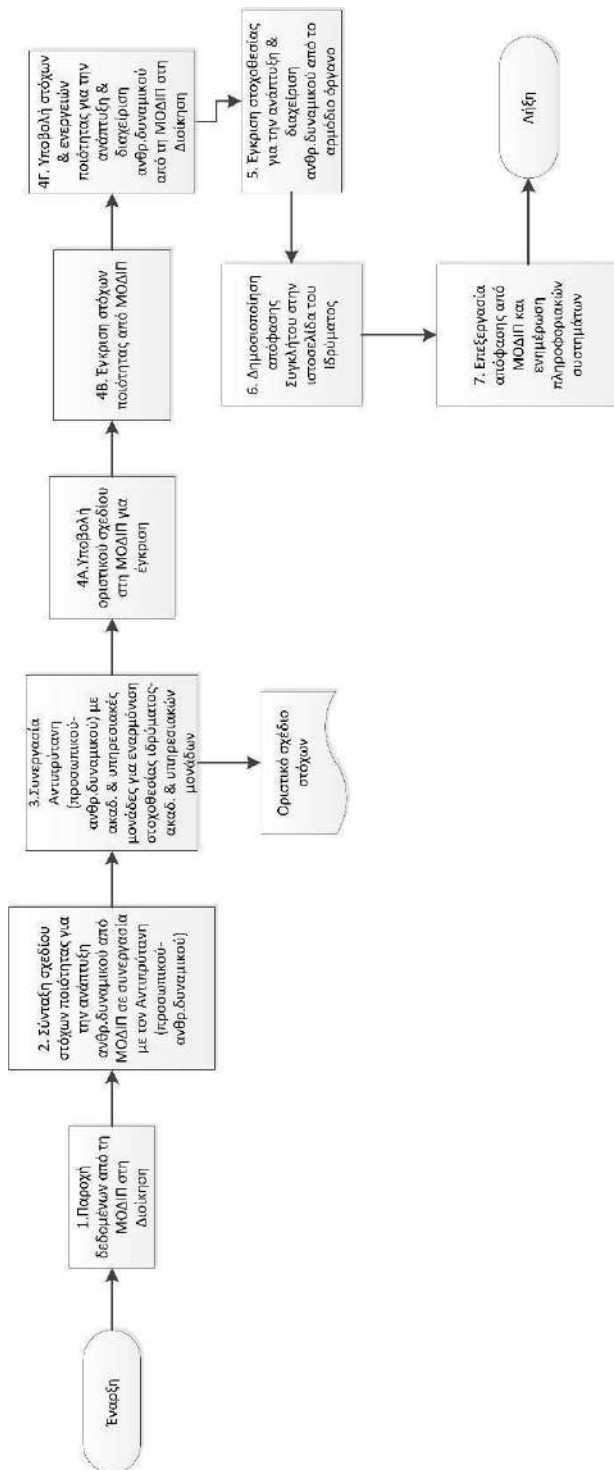 Έναρξη
1.Παροχή
δεδομένων από τη
ΜΟΔΙΠ στη
Διοίκηση
2. Σύνταξη σχεδίου
στόχων ποιότητας για
την ανάπτυξη
ανθρ.δυναμικού από
ΜΟΔΙΠ σε συνεργασία
με τον Αντιπρύτανη
(προσωπικού-
ανθρ.δυναμικού)
3.Συνεργασία
Αντιπρύτανη
(προσωπικού-
ανθρ.δυναμικού) με
ακαδ. & υπηρεσιακές
μονάδες για εναρμόνιση
στοχοθεσίας ιδρύματος-
ακαδ. & υπηρεσιακών
μονάδων
Οριστικό σχέδιο
στόχων
4Α.Υποβολή
οριστικού σχεδίου
στη ΜΟΔΙΠ για
έγκριση
4Β. Έγκριση στόχων
ποιότητας από ΜΟΔΙΠ
4Γ. Υποβολή στόχων
& ενεργειών
ποιότητας για την
ανάπτυξη &
διαχείριση
ανθρ.δυναμικού
από τη ΜΟΔΙΠ στη
Διοίκηση
5. Έγκριση στοχοθεσίας
για την ανάπτυξη &
διαχείριση
ανθρ.δυναμικού από το
αρμόδιο όργανο
6. Δημοσιοποίηση
απόφασης
Συγκλήτου στην
ιστοσελίδα του
Ιδρύματος
7. Επεξεργασία
απόφασης από
ΜΟΔΙΠ και
ενημέρωση
πληροφοριακών
συστημάτων
Λήξη